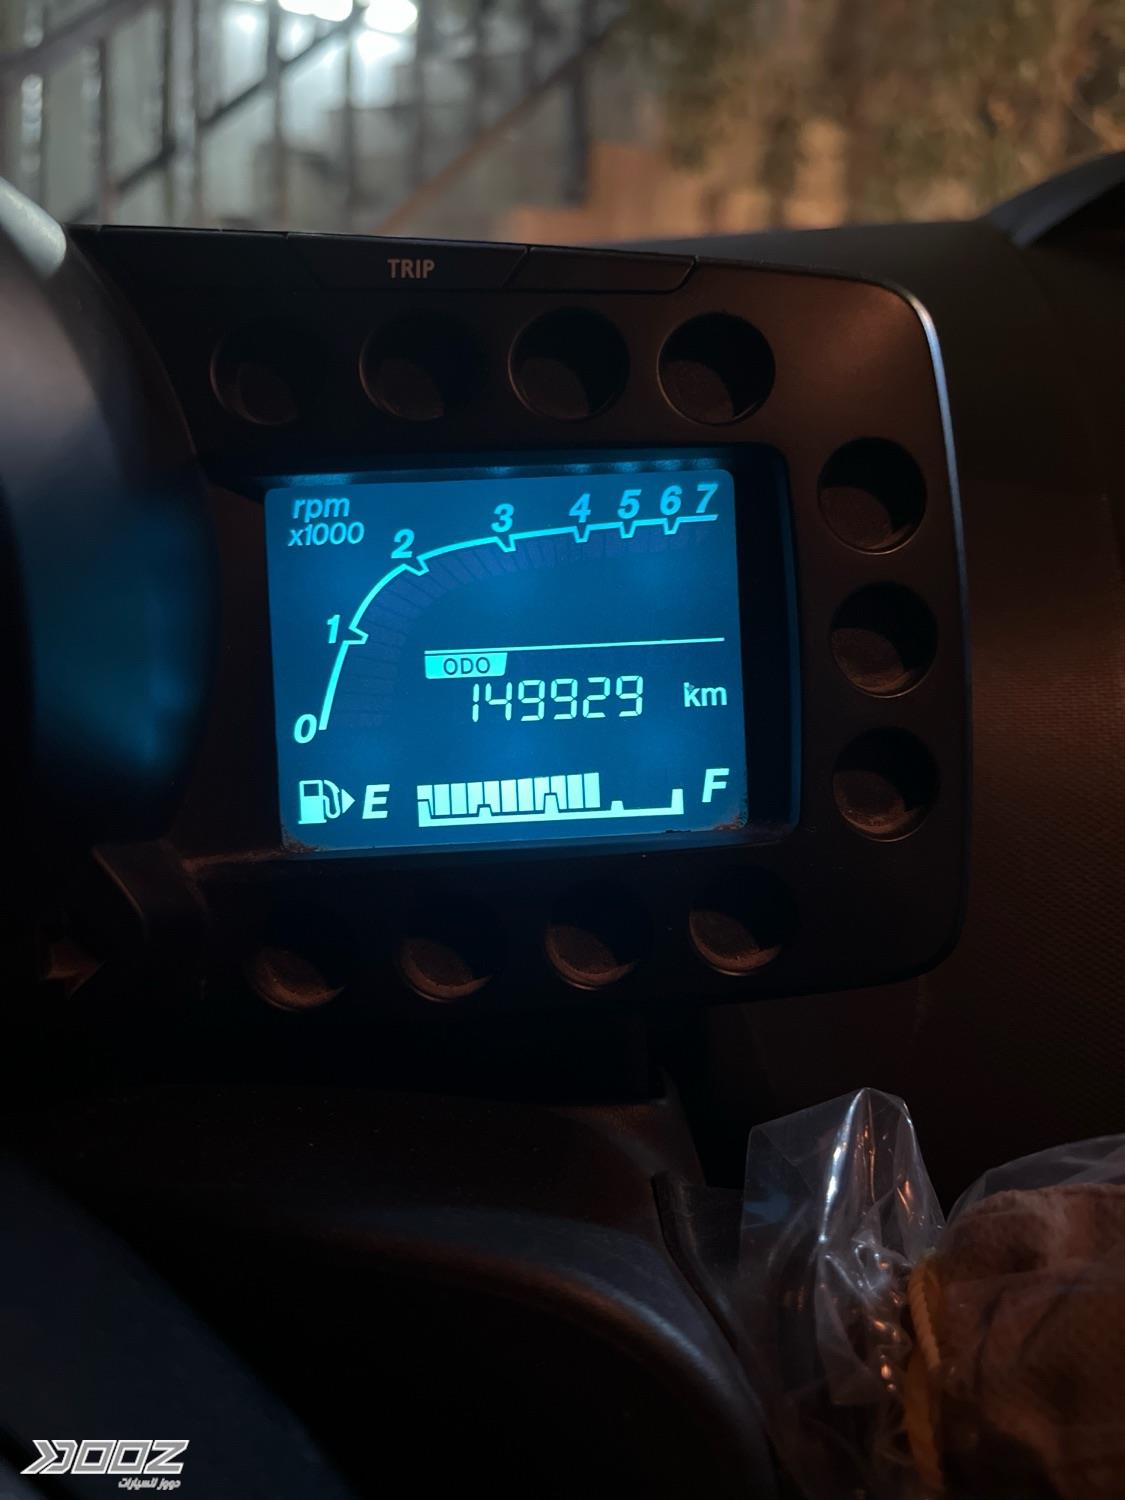 TRIP
rpm
x1000
0 1 2 3 4 5 6 7
ODO
149929 km
E F
DOOZ
دووز للسيارات